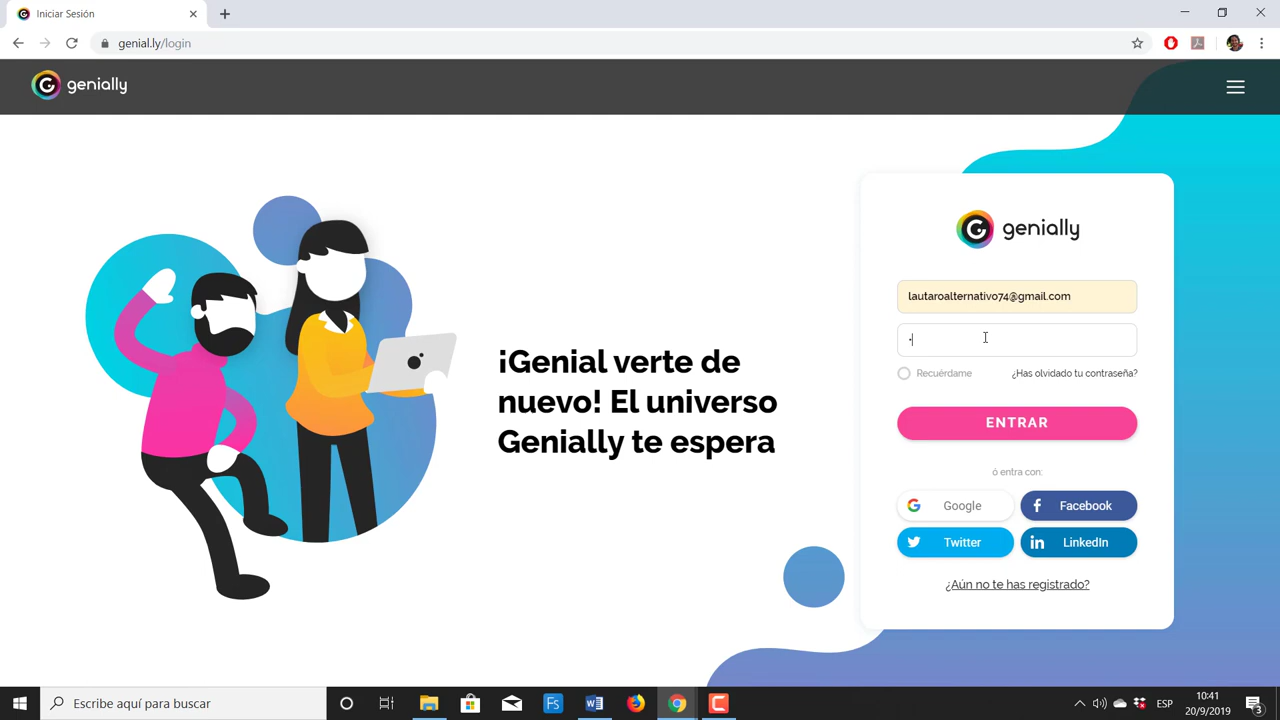 Iniciar Sesión
genial.ly/login
genially
genially
lautaroalternativo74@gmail.com
Recuérdame
¿Has olvidado tu contraseña?
ENTRAR
ó entra con:
Google
Facebook
Twitter
LinkedIn
¿Aún no te has registrado?
¡Genial verte de
nuevo! El universo
Genially te espera
Escribe aquí para buscar
Fs
ESP
10:41
20/9/2019
3